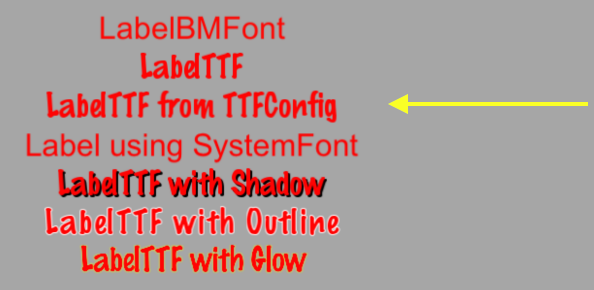 LabelBMFont
LabelTTF
LabelTTF from TTFConfig
Label using SystemFont
LabelTTF with Shadow
LabelTTF with Outline
LabelTTF with Glow